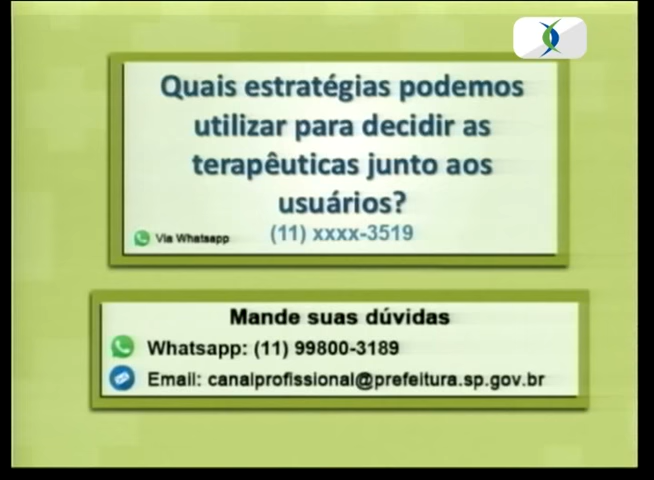 Quais estratégias podemos
utilizar para decidir as
terapêuticas junto aos
usuários?
Via Whatsapp (11) xxxx-3519
Mande suas dúvidas
Whatsapp: (11) 99800-3189
Email: canalprofissional@prefeitura.sp.gov.br